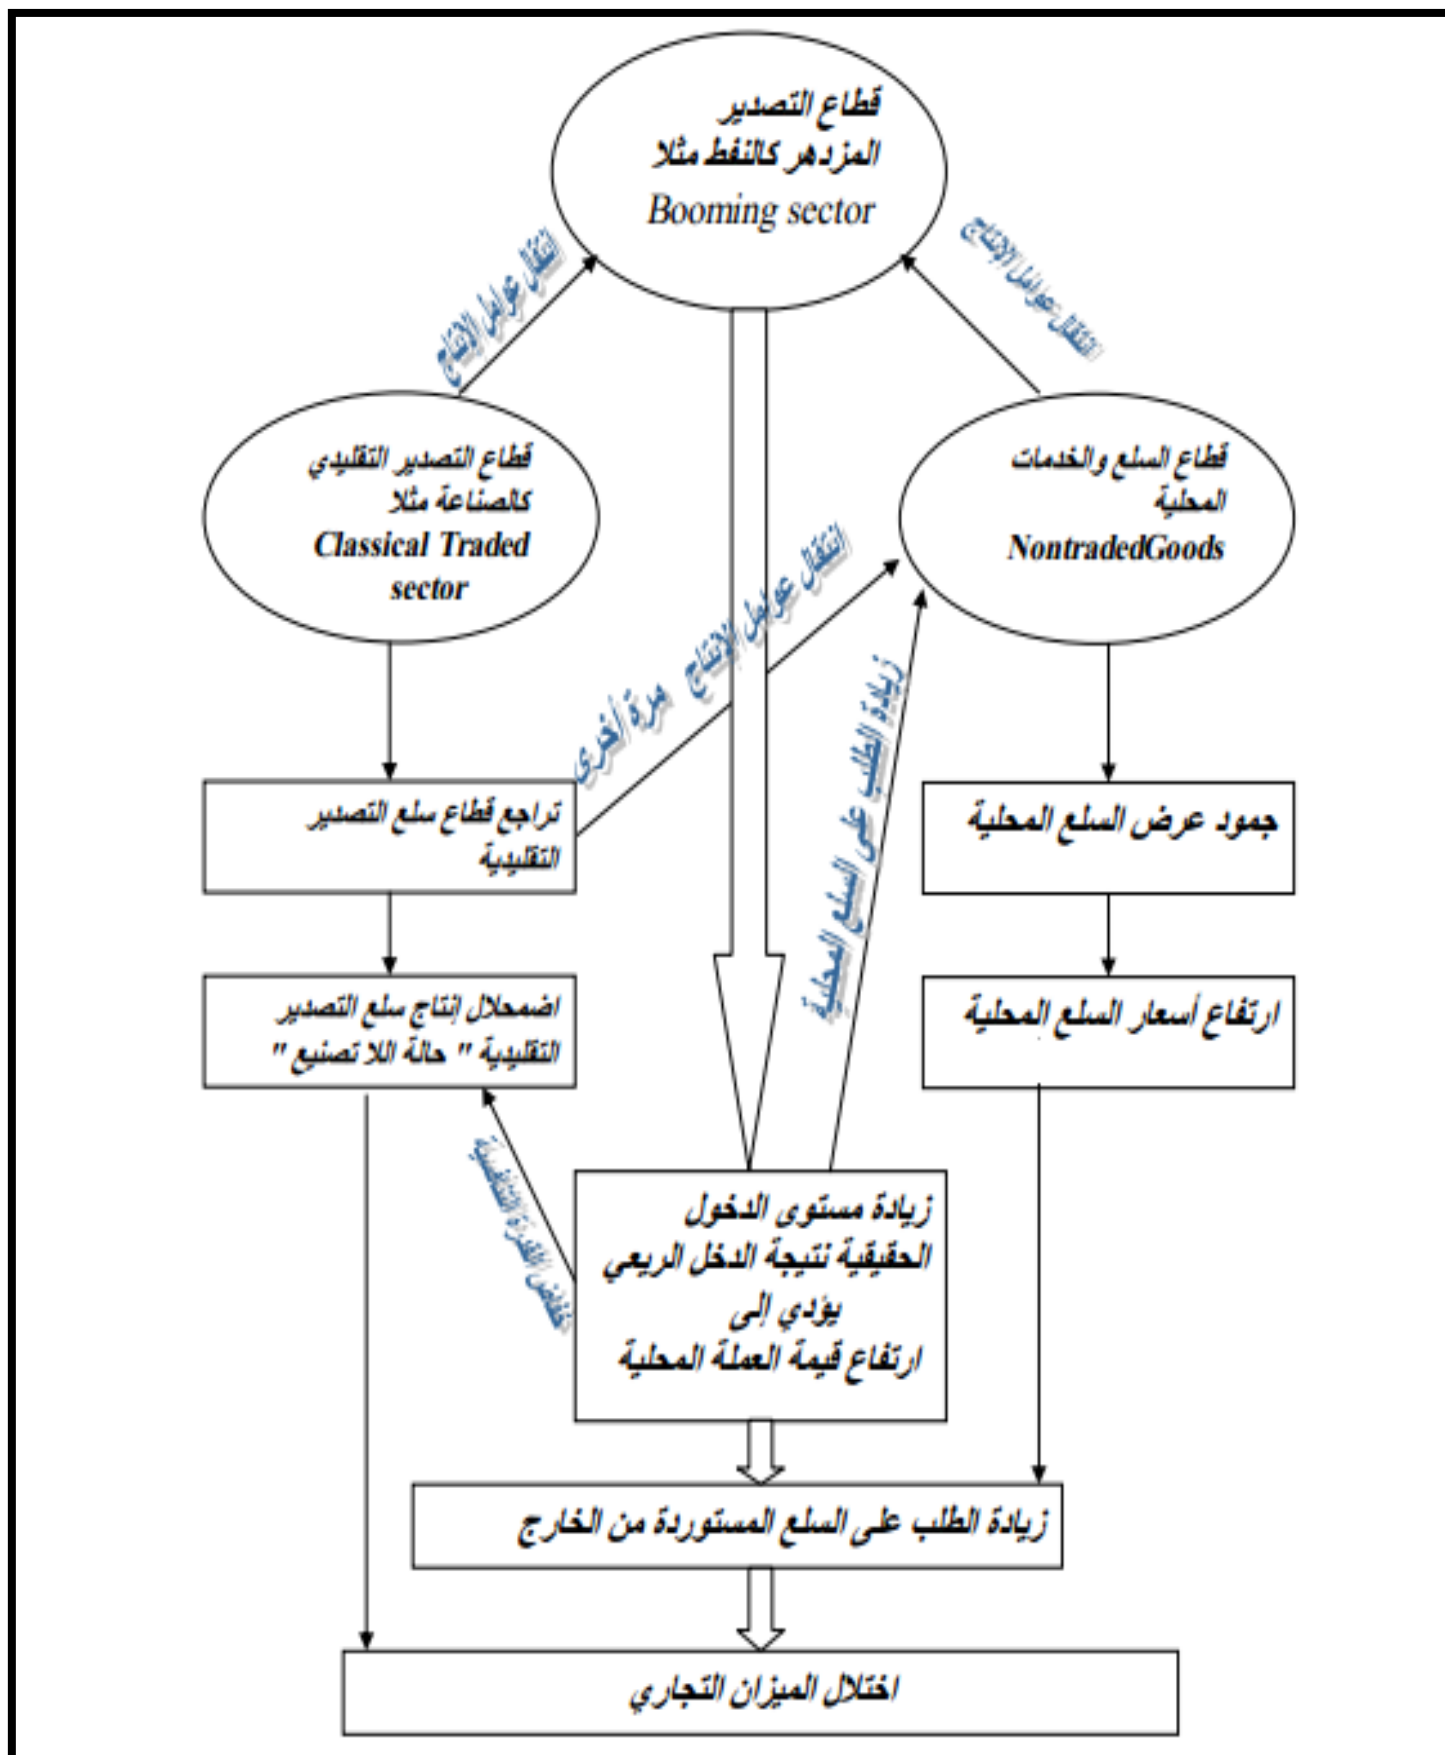 قطاع التصدير
المزدهر كالنفط مثلا
Booming sector
انتقال عوامل الإنتاج
انتقال عوامل الإنتاج
قطاع السلع والخدمات
المحلية
NontradedGoods
قطاع التصدير التقليدي
كالصناعة مثلا
Classical Traded
sector
انتقال عوامل الإنتاج مرة أخرى
زيادة الطلب على السلع المحلية
جمود عرض السلع المحلية
تراجع قطاع سلع التصدير
التقليدية
ارتفاع أسعار السلع المحلية
اضمحلال إنتاج سلع التصدير
التقليدية " حالة اللا تصنيع "
القدرة التنافسية
زيادة مستوى الدخول
الحقيقية نتيجة الدخل الريعي
يؤدي إلى
ارتفاع قيمة العملة المحلية
زيادة الطلب على السلع المستوردة من الخارج
اختلال الميزان التجاري